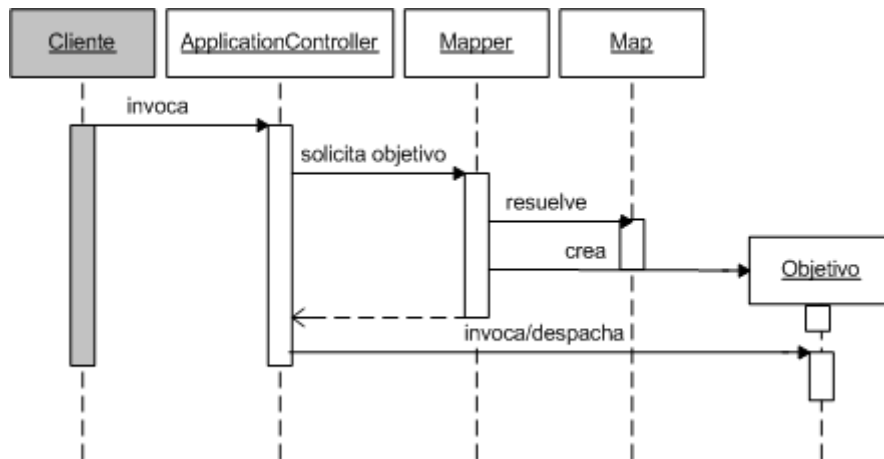 Cliente
ApplicationController
Mapper
Map
invoca
solicita objetivo
resuelve
crea
Objetivo
invoca/despacha